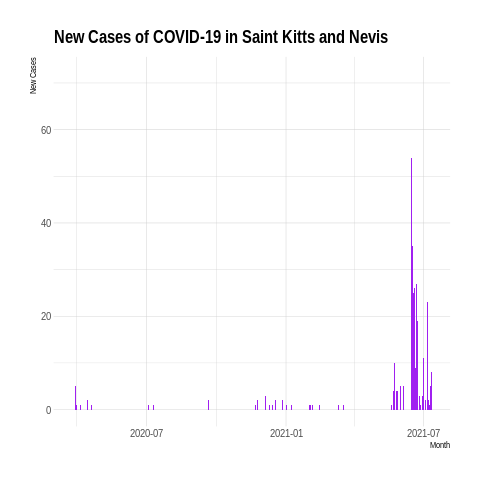 New Cases of COVID-19 in Saint Kitts and Nevis
New Cases
60
40
20
0
2020-07
2021-01
2021-07
Month